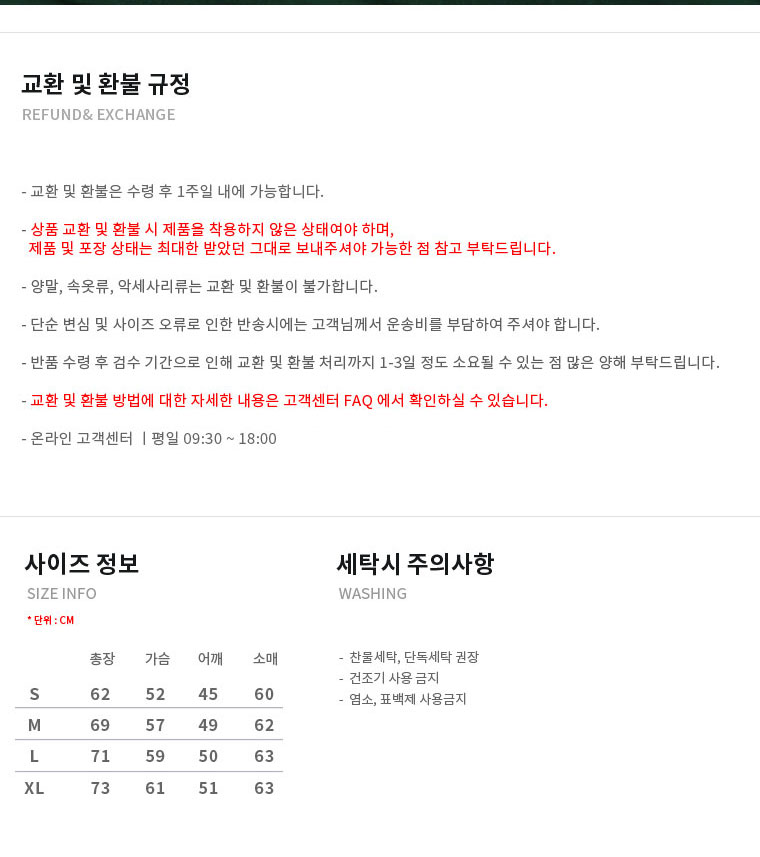 교환 및 환불 규정
REFUND& EXCHANGE
- 교환 및 환불은 수령 후 1주일 내에 가능합니다.
- 상품 교환 및 환불 시 제품을 착용하지 않은 상태여야 하며,
제품 및 포장 상태는 최대한 받았던 그대로 보내주셔야 가능한 점 참고 부탁드립니다.
- 양말, 속옷류, 악세사리류는 교환 및 환불이 불가합니다.
- 단순 변심 및 사이즈 오류로 인한 반송시에는 고객님께서 운송비를 부담하여 주셔야 합니다.
- 반품 수령 후 검수 기간으로 인해 교환 및 환불 처리까지 1-3일 정도 소요될 수 있는 점 많은 양해 부탁드립니다.
- 교환 및 환불 방법에 대한 자세한 내용은 고객센터 FAQ 에서 확인하실 수 있습니다.
- 온라인 고객센터 ㅣ평일 09:30 ~ 18:00
사이즈 정보
SIZE INFO
* 단위 : CM
총장 가슴 어깨 소매
S 62 52 45 60
M 69 57 49 62
L 71 59 50 63
XL 73 61 51 63
세탁시 주의사항
WASHING
- 찬물세탁, 단독세탁 권장
- 건조기 사용 금지
- 염소, 표백제 사용금지